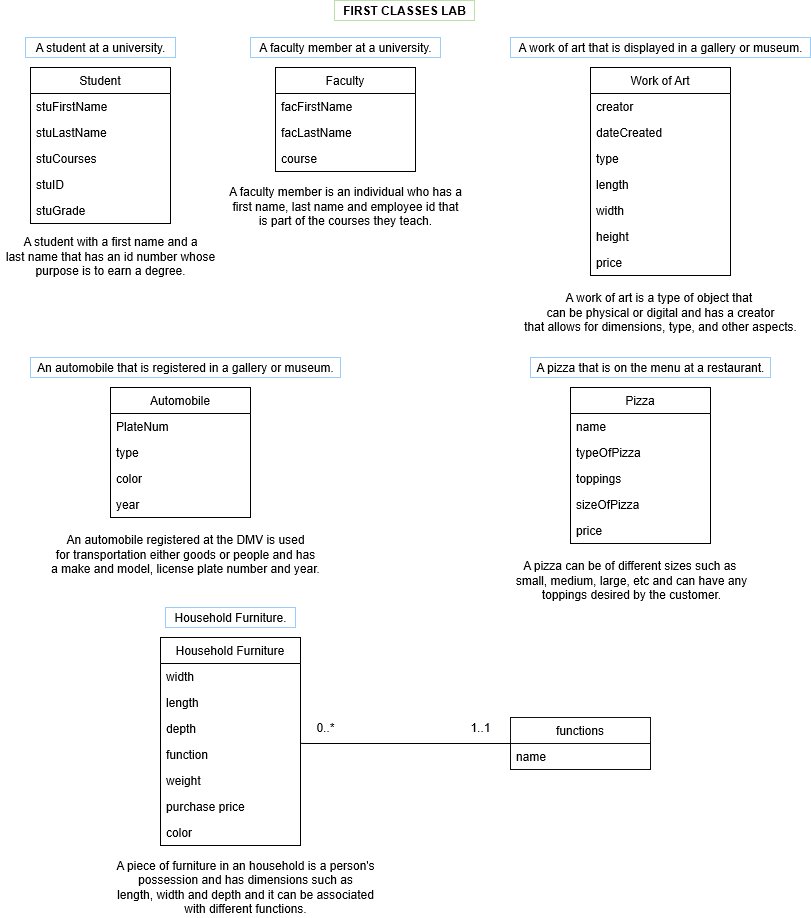 FIRST CLASSES LAB
A student at a university.
Student
stuFirstName
stuLastName
stuCourses
stuID
stuGrade
A student with a first name and a
last name that has an id number whose
purpose is to earn a degree.
A faculty member at a university.
Faculty
facFirstName
facLastName
course
A faculty member is an individual who has a
first name, last name and employee id that
is part of the courses they teach.
A work of art that is displayed in a gallery or museum.
Work of Art
creator
dateCreated
type
length
width
height
price
A work of art is a type of object that
can be physical or digital and has a creator
that allows for dimensions, type, and other aspects.
An automobile that is registered in a gallery or museum.
Automobile
PlateNum
type
color
year
An automobile registered at the DMV is used
for transportation either goods or people and has
a make and model, license plate number and year.
A pizza that is on the menu at a restaurant.
Pizza
name
typeOfPizza
toppings
sizeOfPizza
price
A pizza can be of different sizes such as
small, medium, large, etc and can have any
toppings desired by the customer.
Household Furniture.
Household Furniture
width
length
depth
function
weight
purchase price
color
0..*
1..1
functions
name
A piece of furniture in an household is a person's
possession and has dimensions such as
length, width and depth and it can be associated
with different functions.